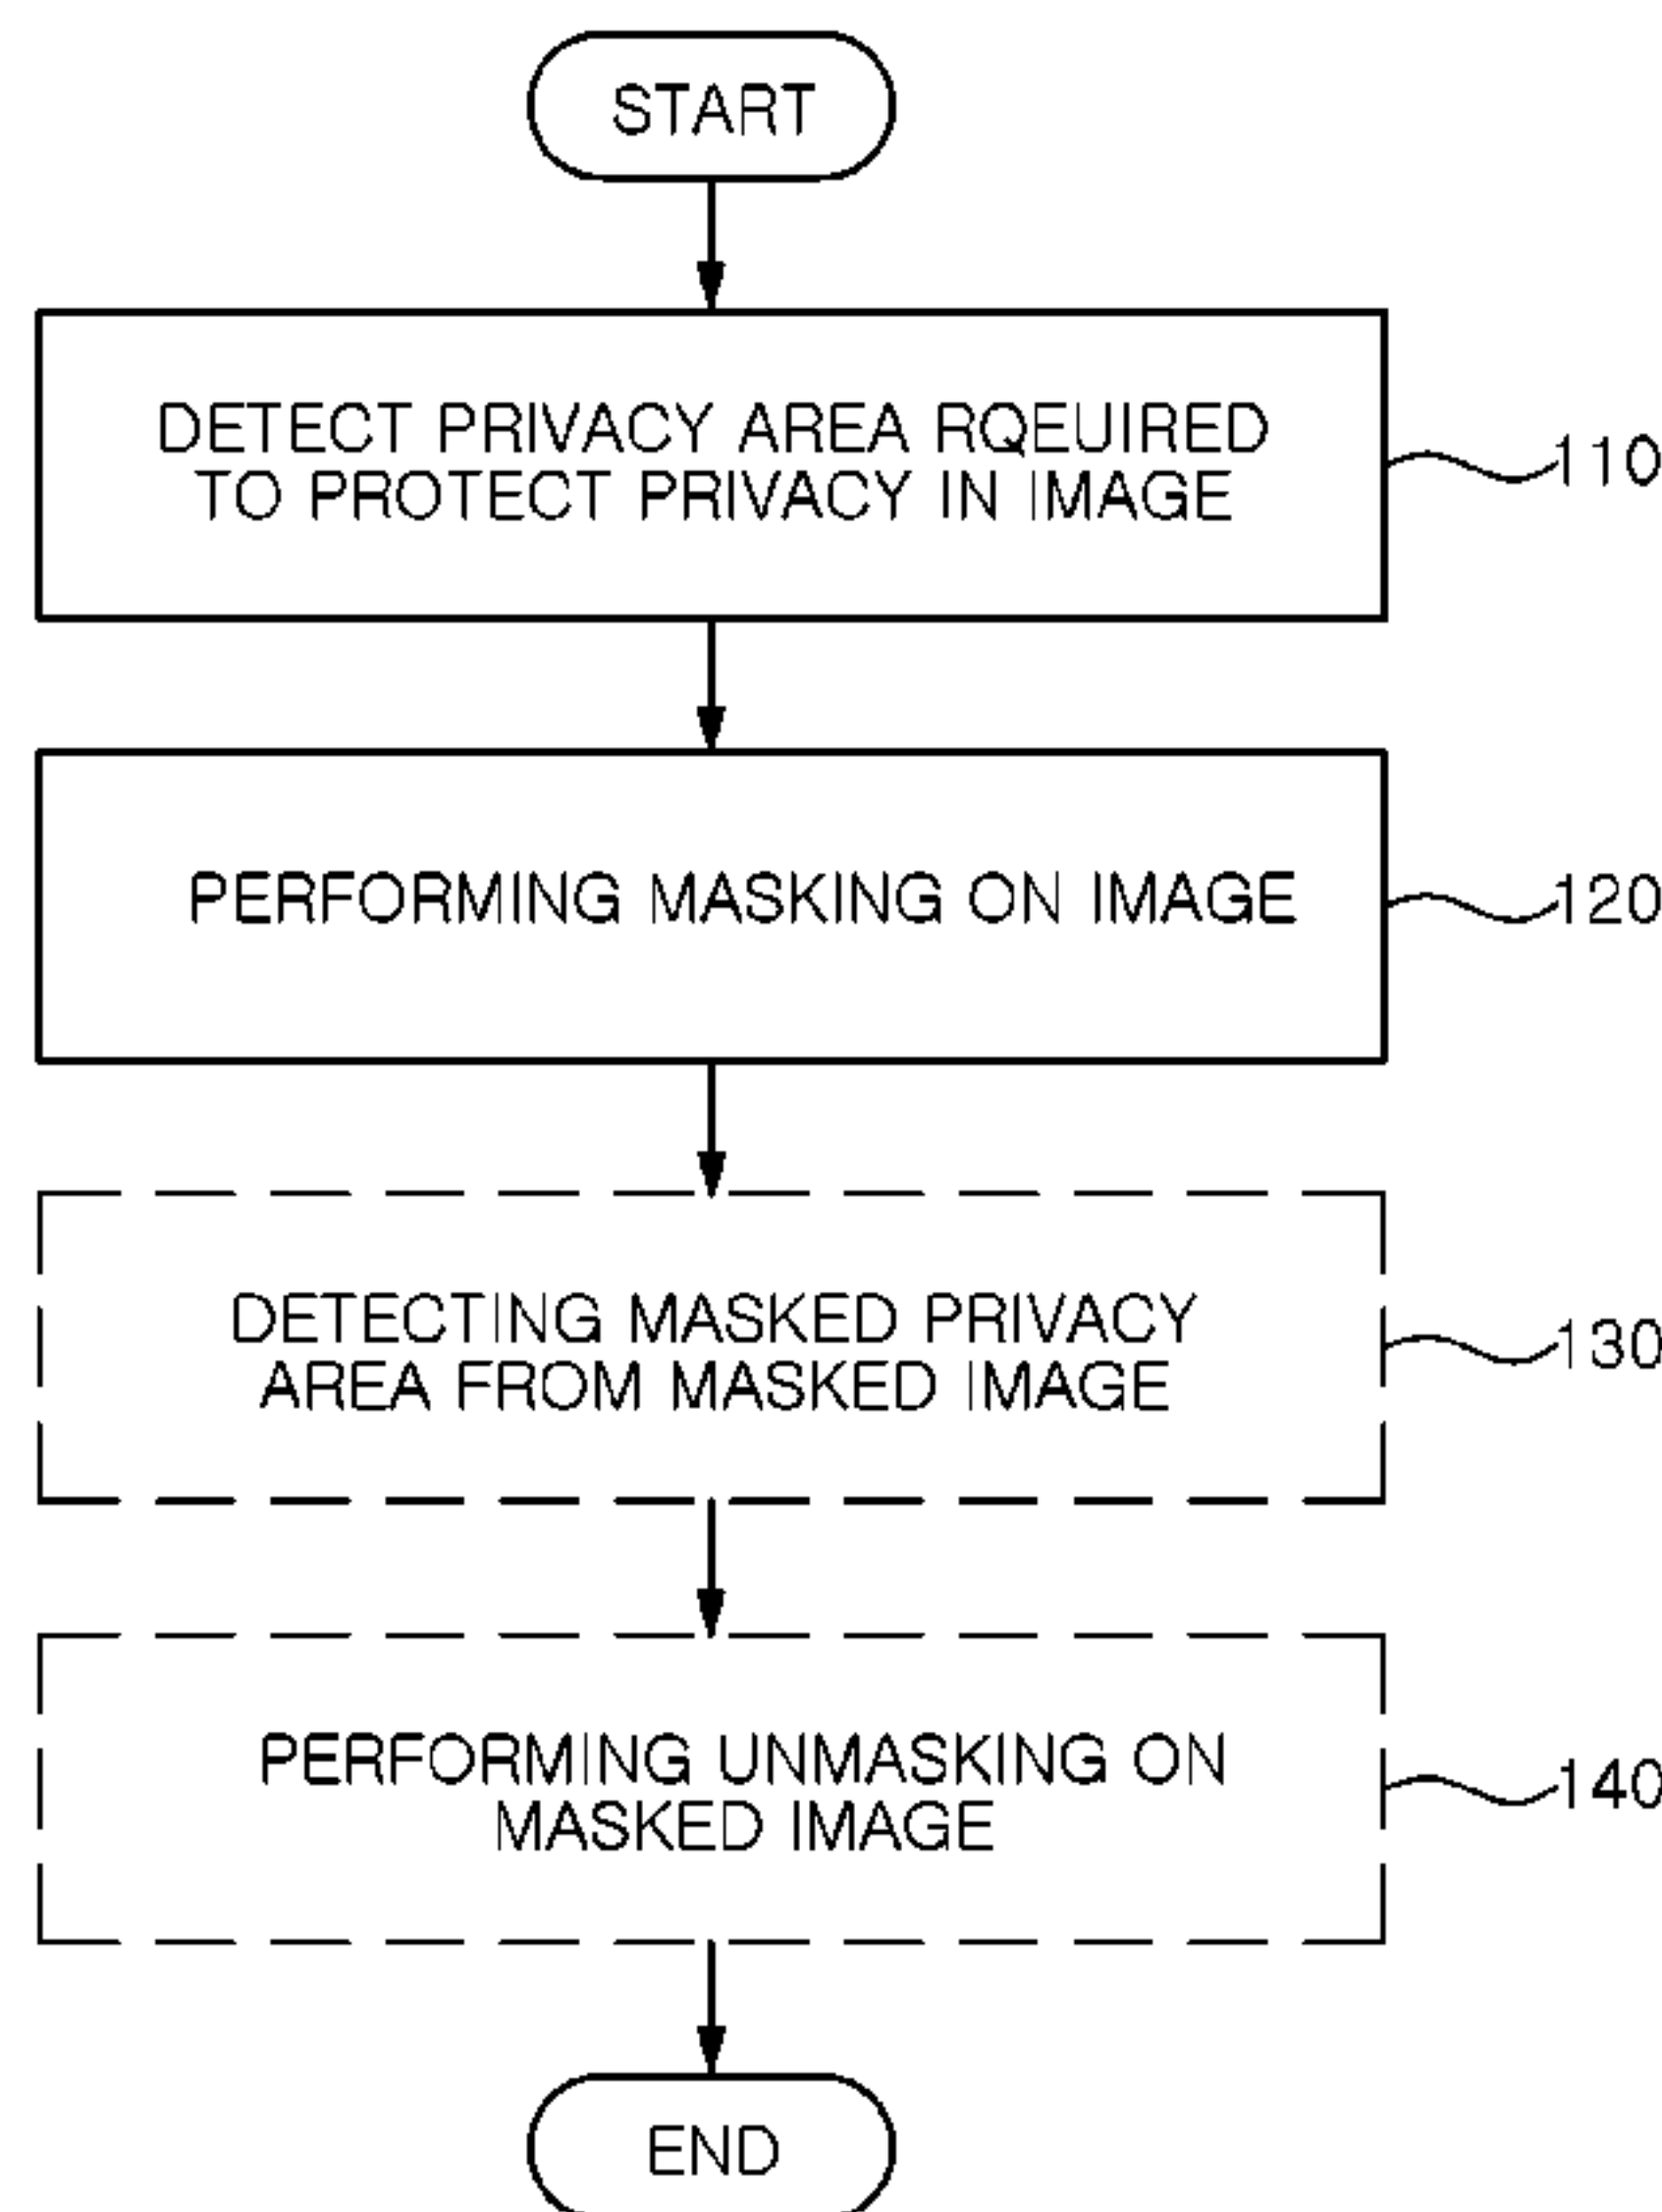 START
DETECT PRIVACY AREA RQEUIRED
TO PROTECT PRIVACY IN IMAGE
110
PERFORMING MASKING ON IMAGE
120
DETECTING MASKED PRIVACY
AREA FROM MASKED IMAGE
130
PERFORMING UNMASKING ON
MASKED IMAGE
140
END